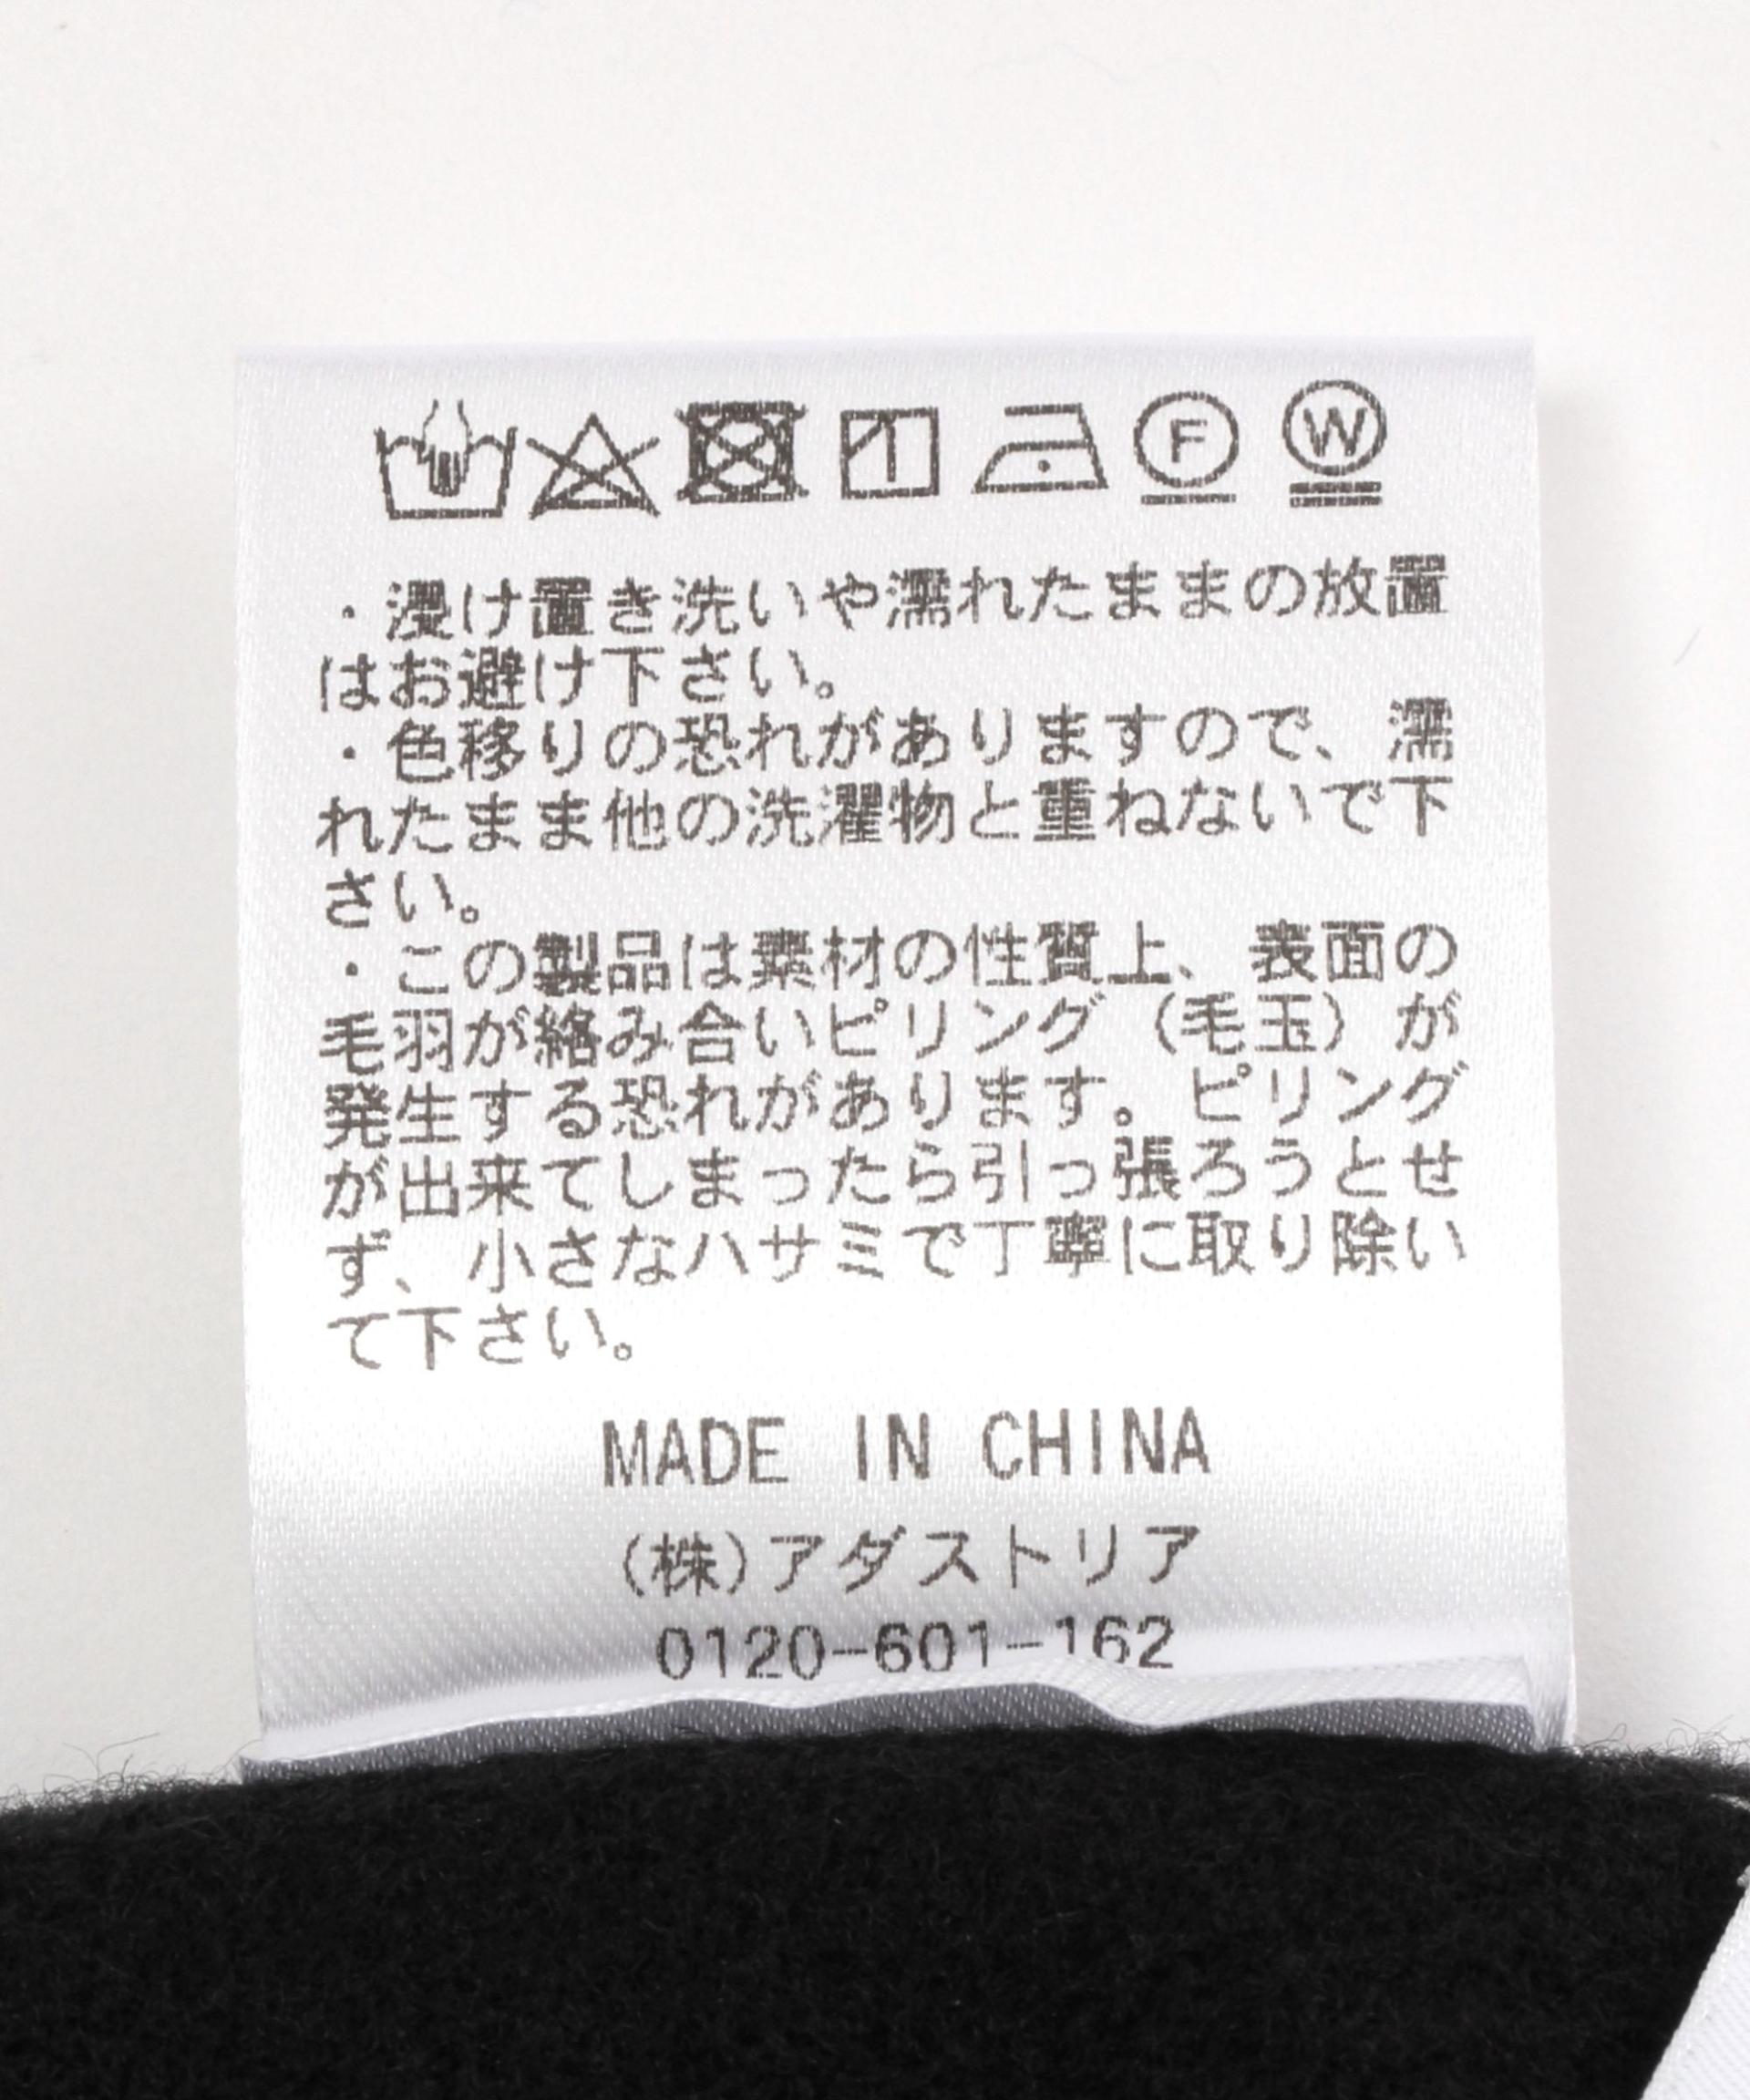 ・浸け置き洗いや濡れたままの放置
はお避け下さい。
・色移りの恐れがありますので、濡
れたまま他の洗濯物と重ねないで下
さい。
・この製品は素材の性質上、表面の
毛羽が絡み合いピリング(毛玉)が
発生する恐れがあります。ピリング
が出来てしまったら引っ張ろうとせ
ず、小さなハサミで丁寧に取り除い
て下さい。
MADE IN CHINA
(株)アダストリア
0120-601-162